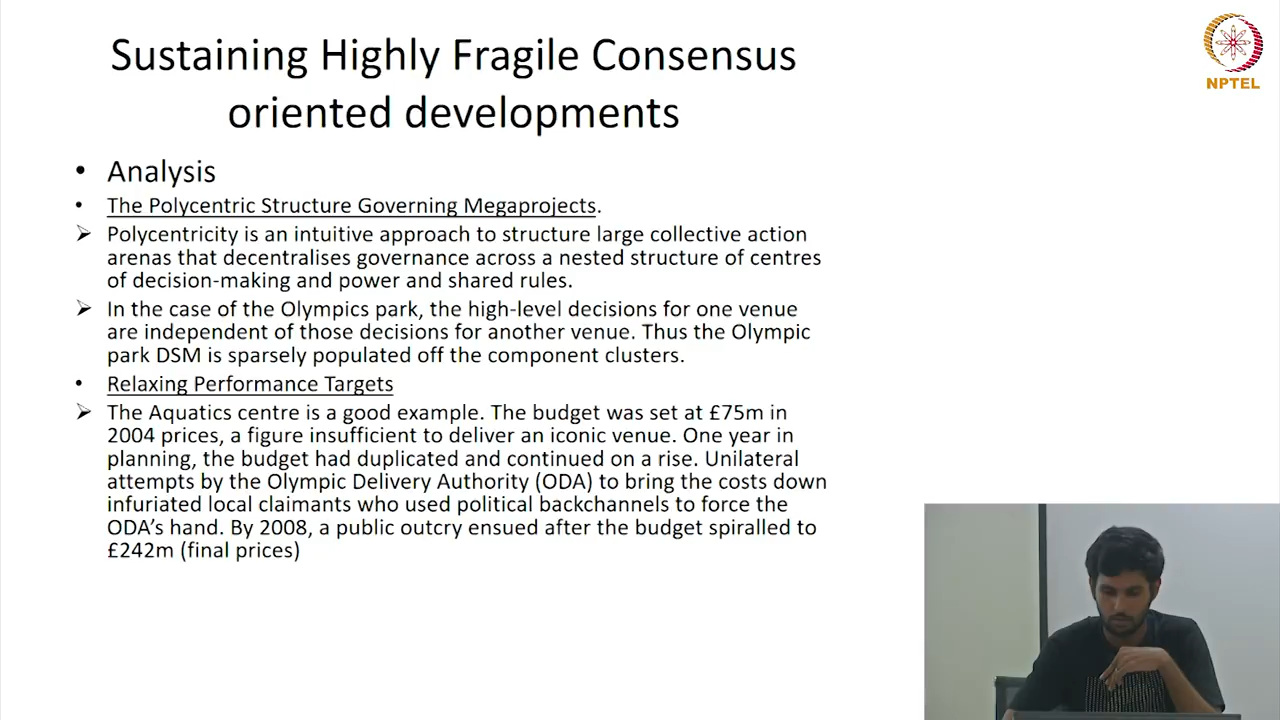 Sustaining Highly Fragile Consensus
oriented developments
NPTEL
• Analysis
• The Polycentric Structure Governing Megaprojects.
➢ Polycentricity is an intuitive approach to structure large collective action
arenas that decentralises governance across a nested structure of centres
of decision-making and power and shared rules.
➢ In the case of the Olympics park, the high-level decisions for one venue
are independent of those decisions for another venue. Thus the Olympic
park DSM is sparsely populated off the component clusters.
• Relaxing Performance Targets
➢ The Aquatics centre is a good example. The budget was set at £75m in
2004 prices, a figure insufficient to deliver an iconic venue. One year in
planning, the budget had duplicated and continued on a rise. Unilateral
attempts by the Olympic Delivery Authority (ODA) to bring the costs down
infuriated local claimants who used political backchannels to force the
ODA’s hand. By 2008, a public outcry ensued after the budget spiralled to
£242m (final prices)